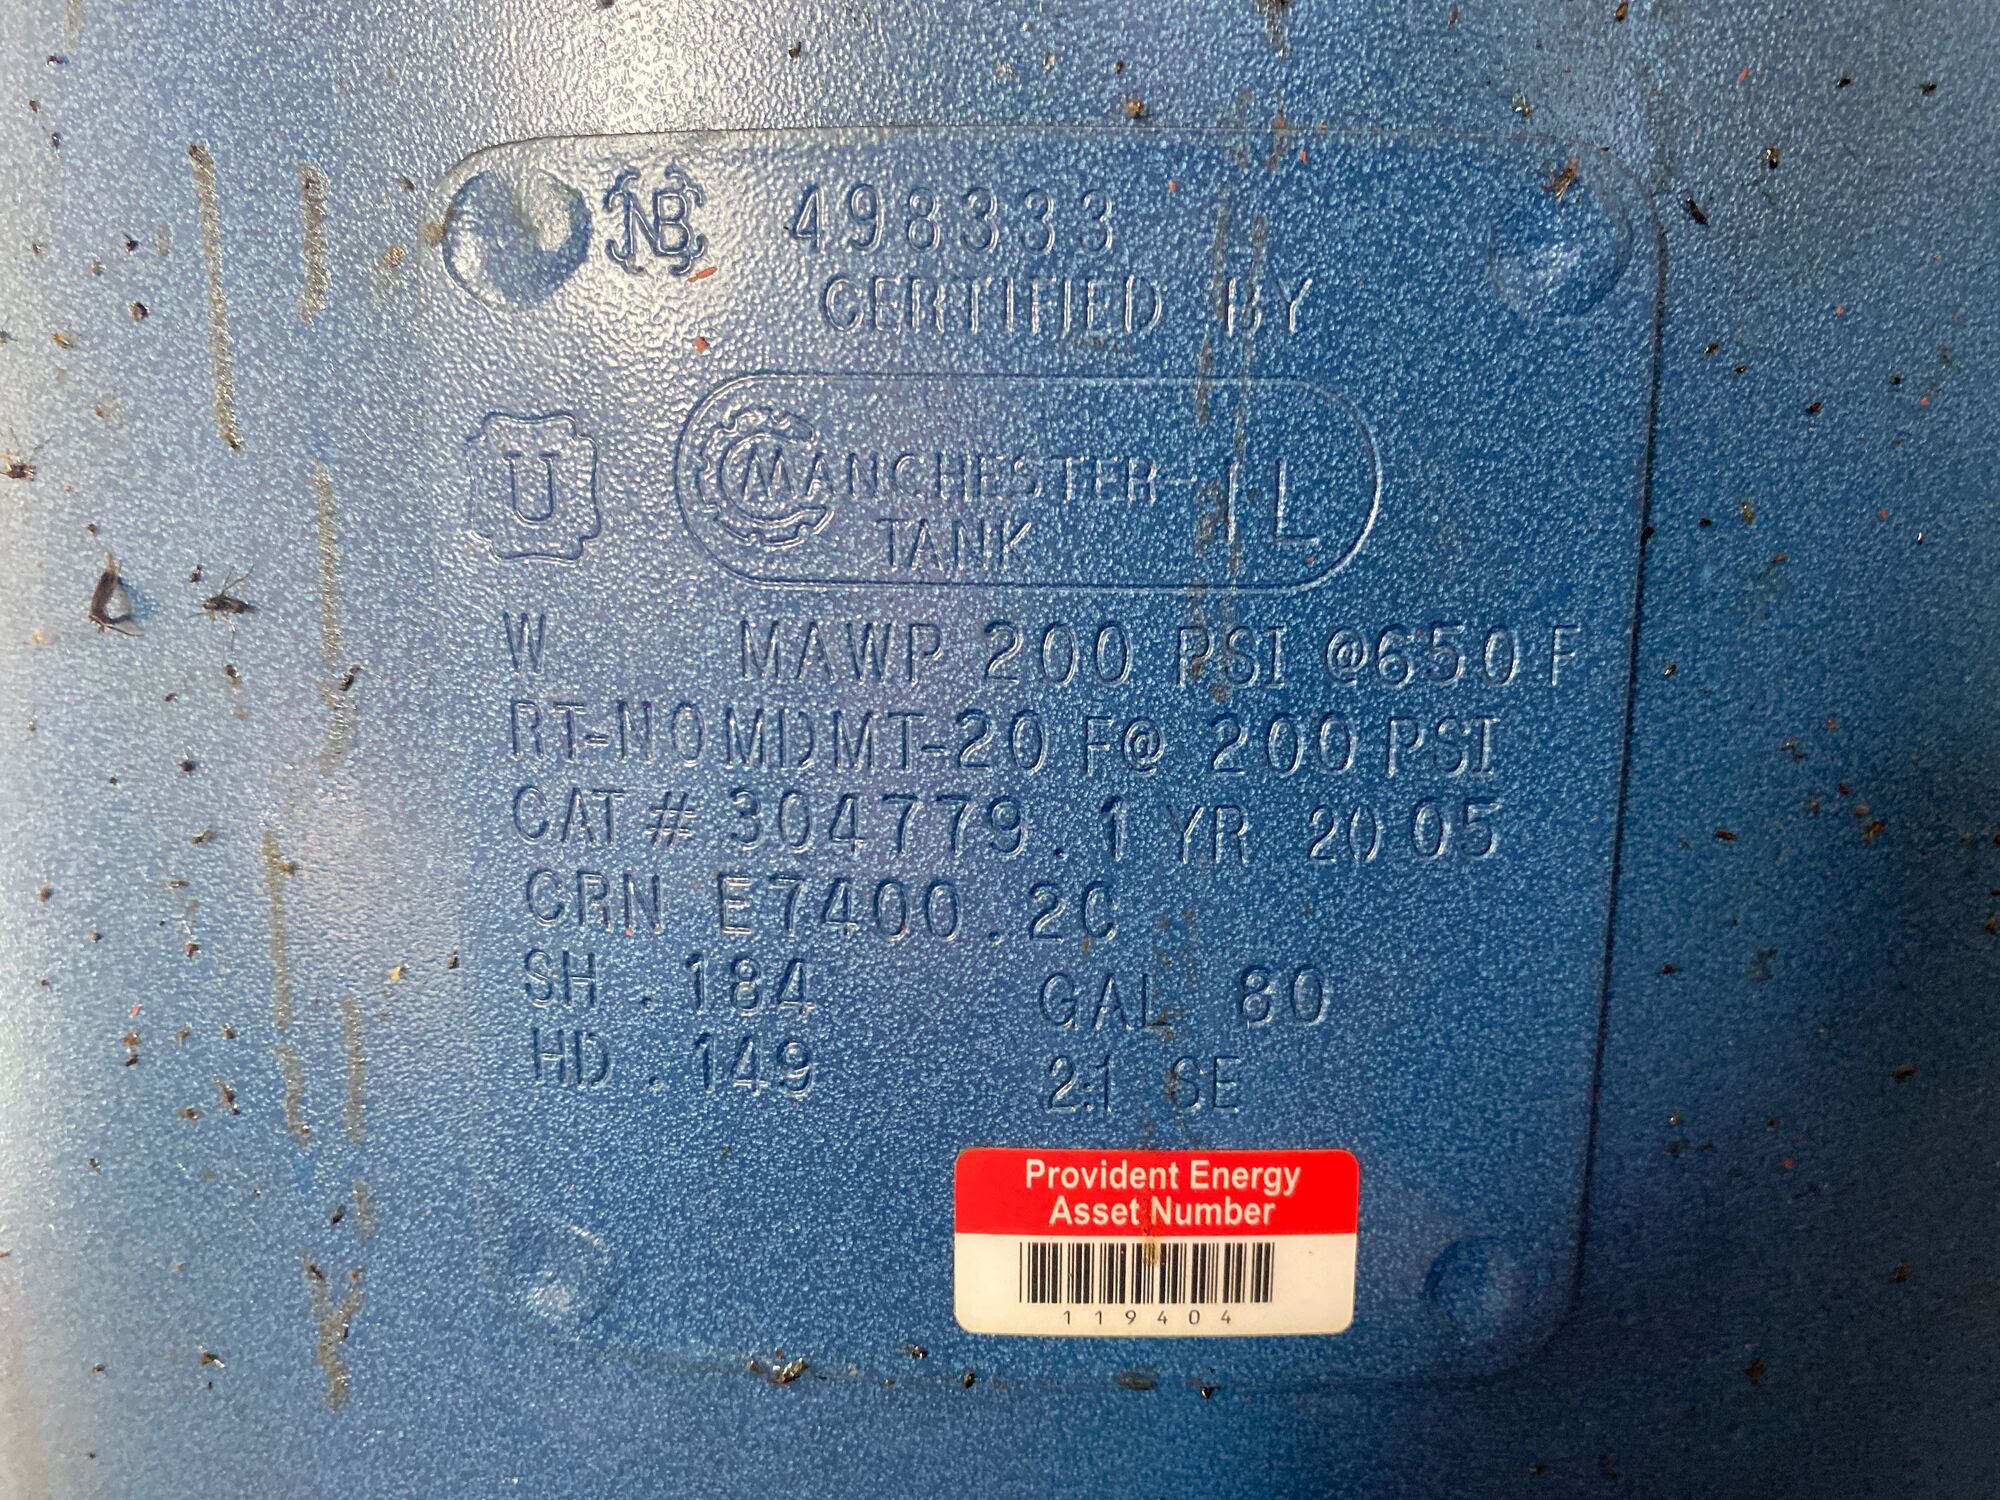 NB 498333
CERTIFIED BY
U
MANCHESTER-
TANK
IL
W MAWP 200 PSI @650 F
RT-NO MDMT-20 F@ 200 PSI
CAT # 304779.1 YR 2005
CRN E7400.2C
SH .184 GAL 80
HD .149 2:1 SE
Provident Energy
Asset Number
119404